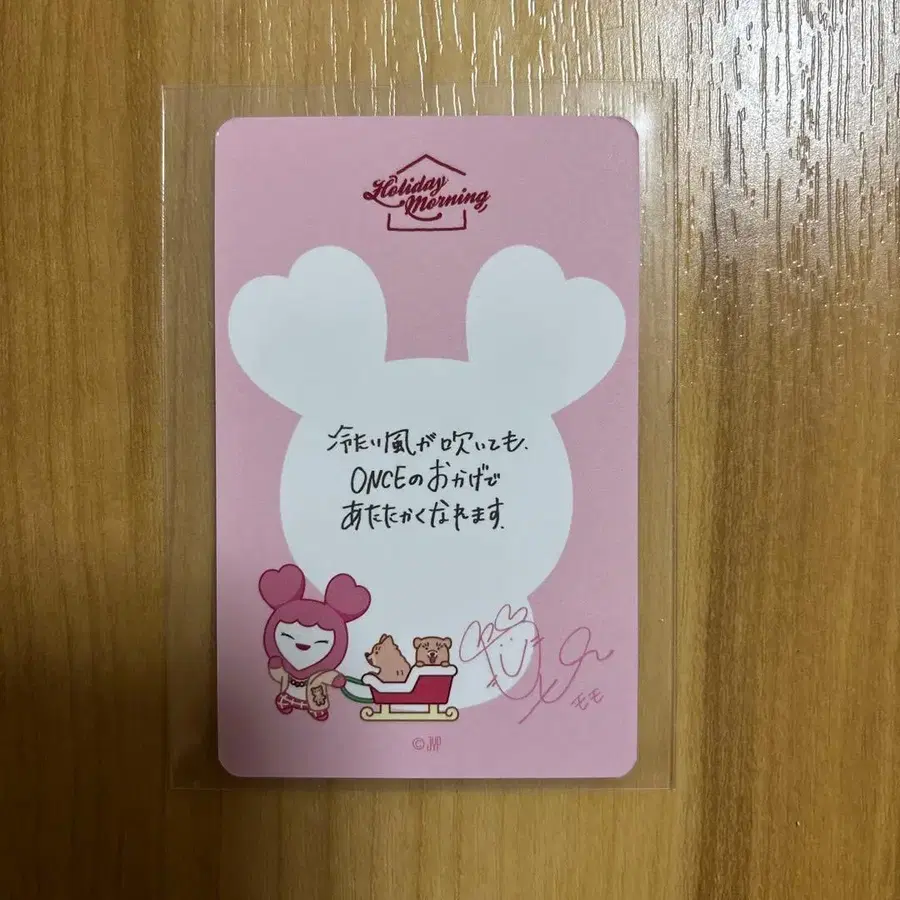 Holiday
Morning
冷たい風が吹いても、
ONCEのおかげで
あたたかくなれます。
モモ
© JYP